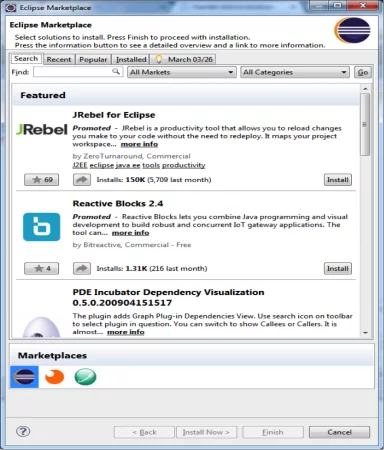 Eclipse Marketplace
Eclipse Marketplace
Select solutions to install. Press Finish to proceed with installation.
Press the information button to see a detailed overview and a link to more information.
Search Recent Popular Installed March 03/26
Find: All Markets All Categories Go
Featured
JRebel for Eclipse
JRebel
Promoted - JRebel is a productivity tool that allows you to reload changes
you make to your code without the need to redeploy. It maps your project
workspace... more info
by ZeroTurnaround, Commercial
J2EE eclipse java ee tools productivity
69 Installs: 150K (5,709 last month) Install
Reactive Blocks 2.4
Promoted - Reactive Blocks lets you combine Java programming and visual
development to build robust and concurrent IoT gateway applications. The
tool can... more info
by Bitreactive, Commercial - Free
4 Installs: 1.31K (216 last month) Install
PDE Incubator Dependency Visualization
0.5.0.200904151517
The plugin adds Graph Plug-in Dependencies View. Use search icon on toolbar
to select plugin in question. You can switch to show Callees or Callers. It is
almost... more info
Marketplaces
< Back Install Now > Finish Cancel